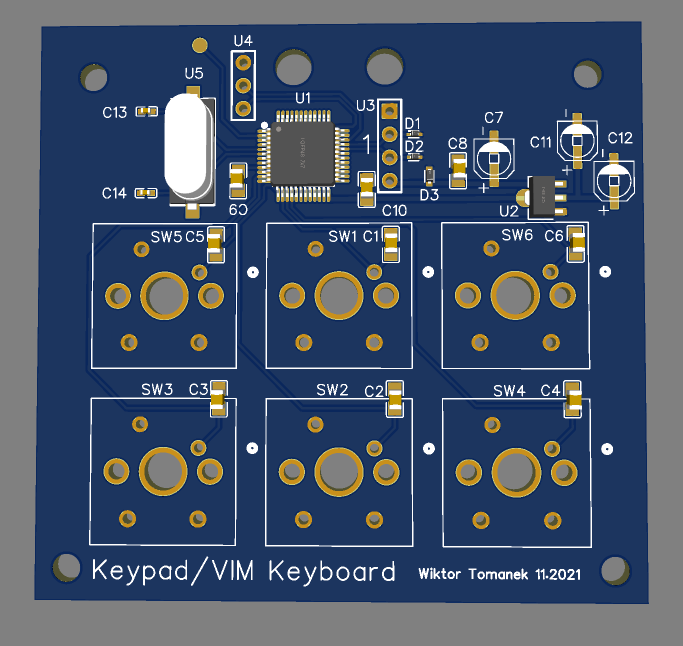 U4
U5
U1
U3
C13
D1
C7
1
D2
C8
C11
C12
C14
D3
C9
C10
U2
SW5 C5
SW1 C1
SW6 C6
SW3 C3
SW2 C2
SW4 C4
Keypad/VIM Keyboard
Wiktor Tomanek 11.2021